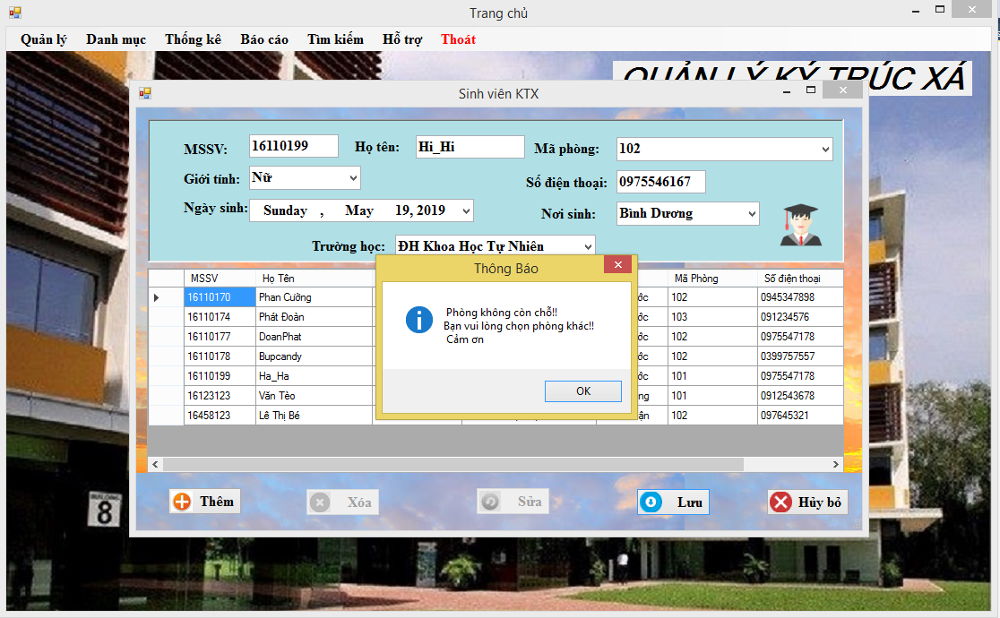 Trang chủ
Quản lý Danh mục Thống kê Báo cáo Tìm kiếm Hỗ trợ Thoát
QUẢN LÝ KÝ TRÚC XÁ
Sinh viên KTX
MSSV: 16110199 Họ tên: Hi_Hi Mã phòng: 102
Giới tính: Nữ Số điện thoại: 0975546167
Ngày sinh: Sunday , May 19, 2019 Nơi sinh: Bình Dương
Trường học: ĐH Khoa Học Tự Nhiên
MSSV Họ Tên Mã Phòng Số điện thoại
16110170 Phan Cường ớc 102 0945347898
16110174 Phát Đoàn ớc 103 091234576
16110177 DoanPhat ớc 102 0975547178
16110178 Bupcandy ớc 102 0399757557
16110199 Ha_Ha ớc 101 0975547178
16123123 Văn Tèo ng 101 0912543678
16458123 Lê Thị Bé ận 102 097645321
Thông Báo
Phòng không còn chỗ!!
Bạn vui lòng chọn phòng khác!!
Cảm ơn
OK
Thêm Xóa Sửa Lưu Hủy bỏ
BUILDING
8